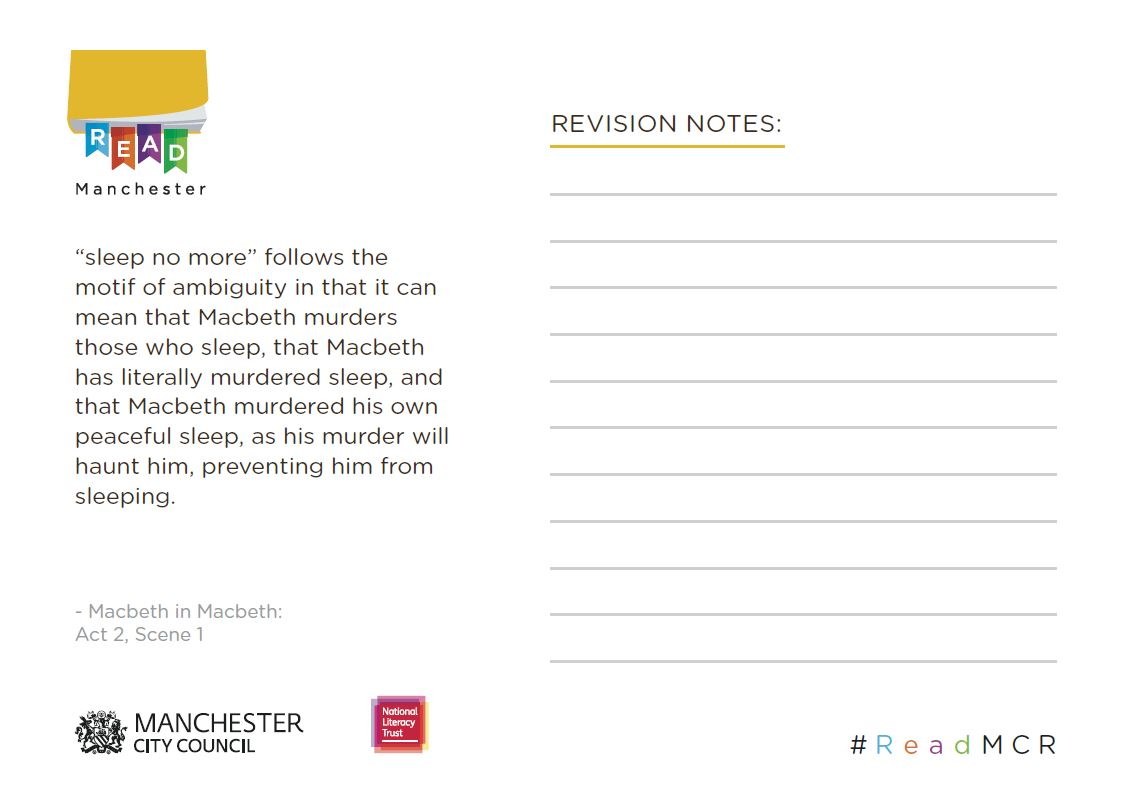 READ
Manchester
“sleep no more” follows the
motif of ambiguity in that it can
mean that Macbeth murders
those who sleep, that Macbeth
has literally murdered sleep, and
that Macbeth murdered his own
peaceful sleep, as his murder will
haunt him, preventing him from
sleeping.
- Macbeth in Macbeth:
Act 2, Scene 1
MANCHESTER
CITY COUNCIL
National
Literacy
Trust
REVISION NOTES:
#ReadMCR